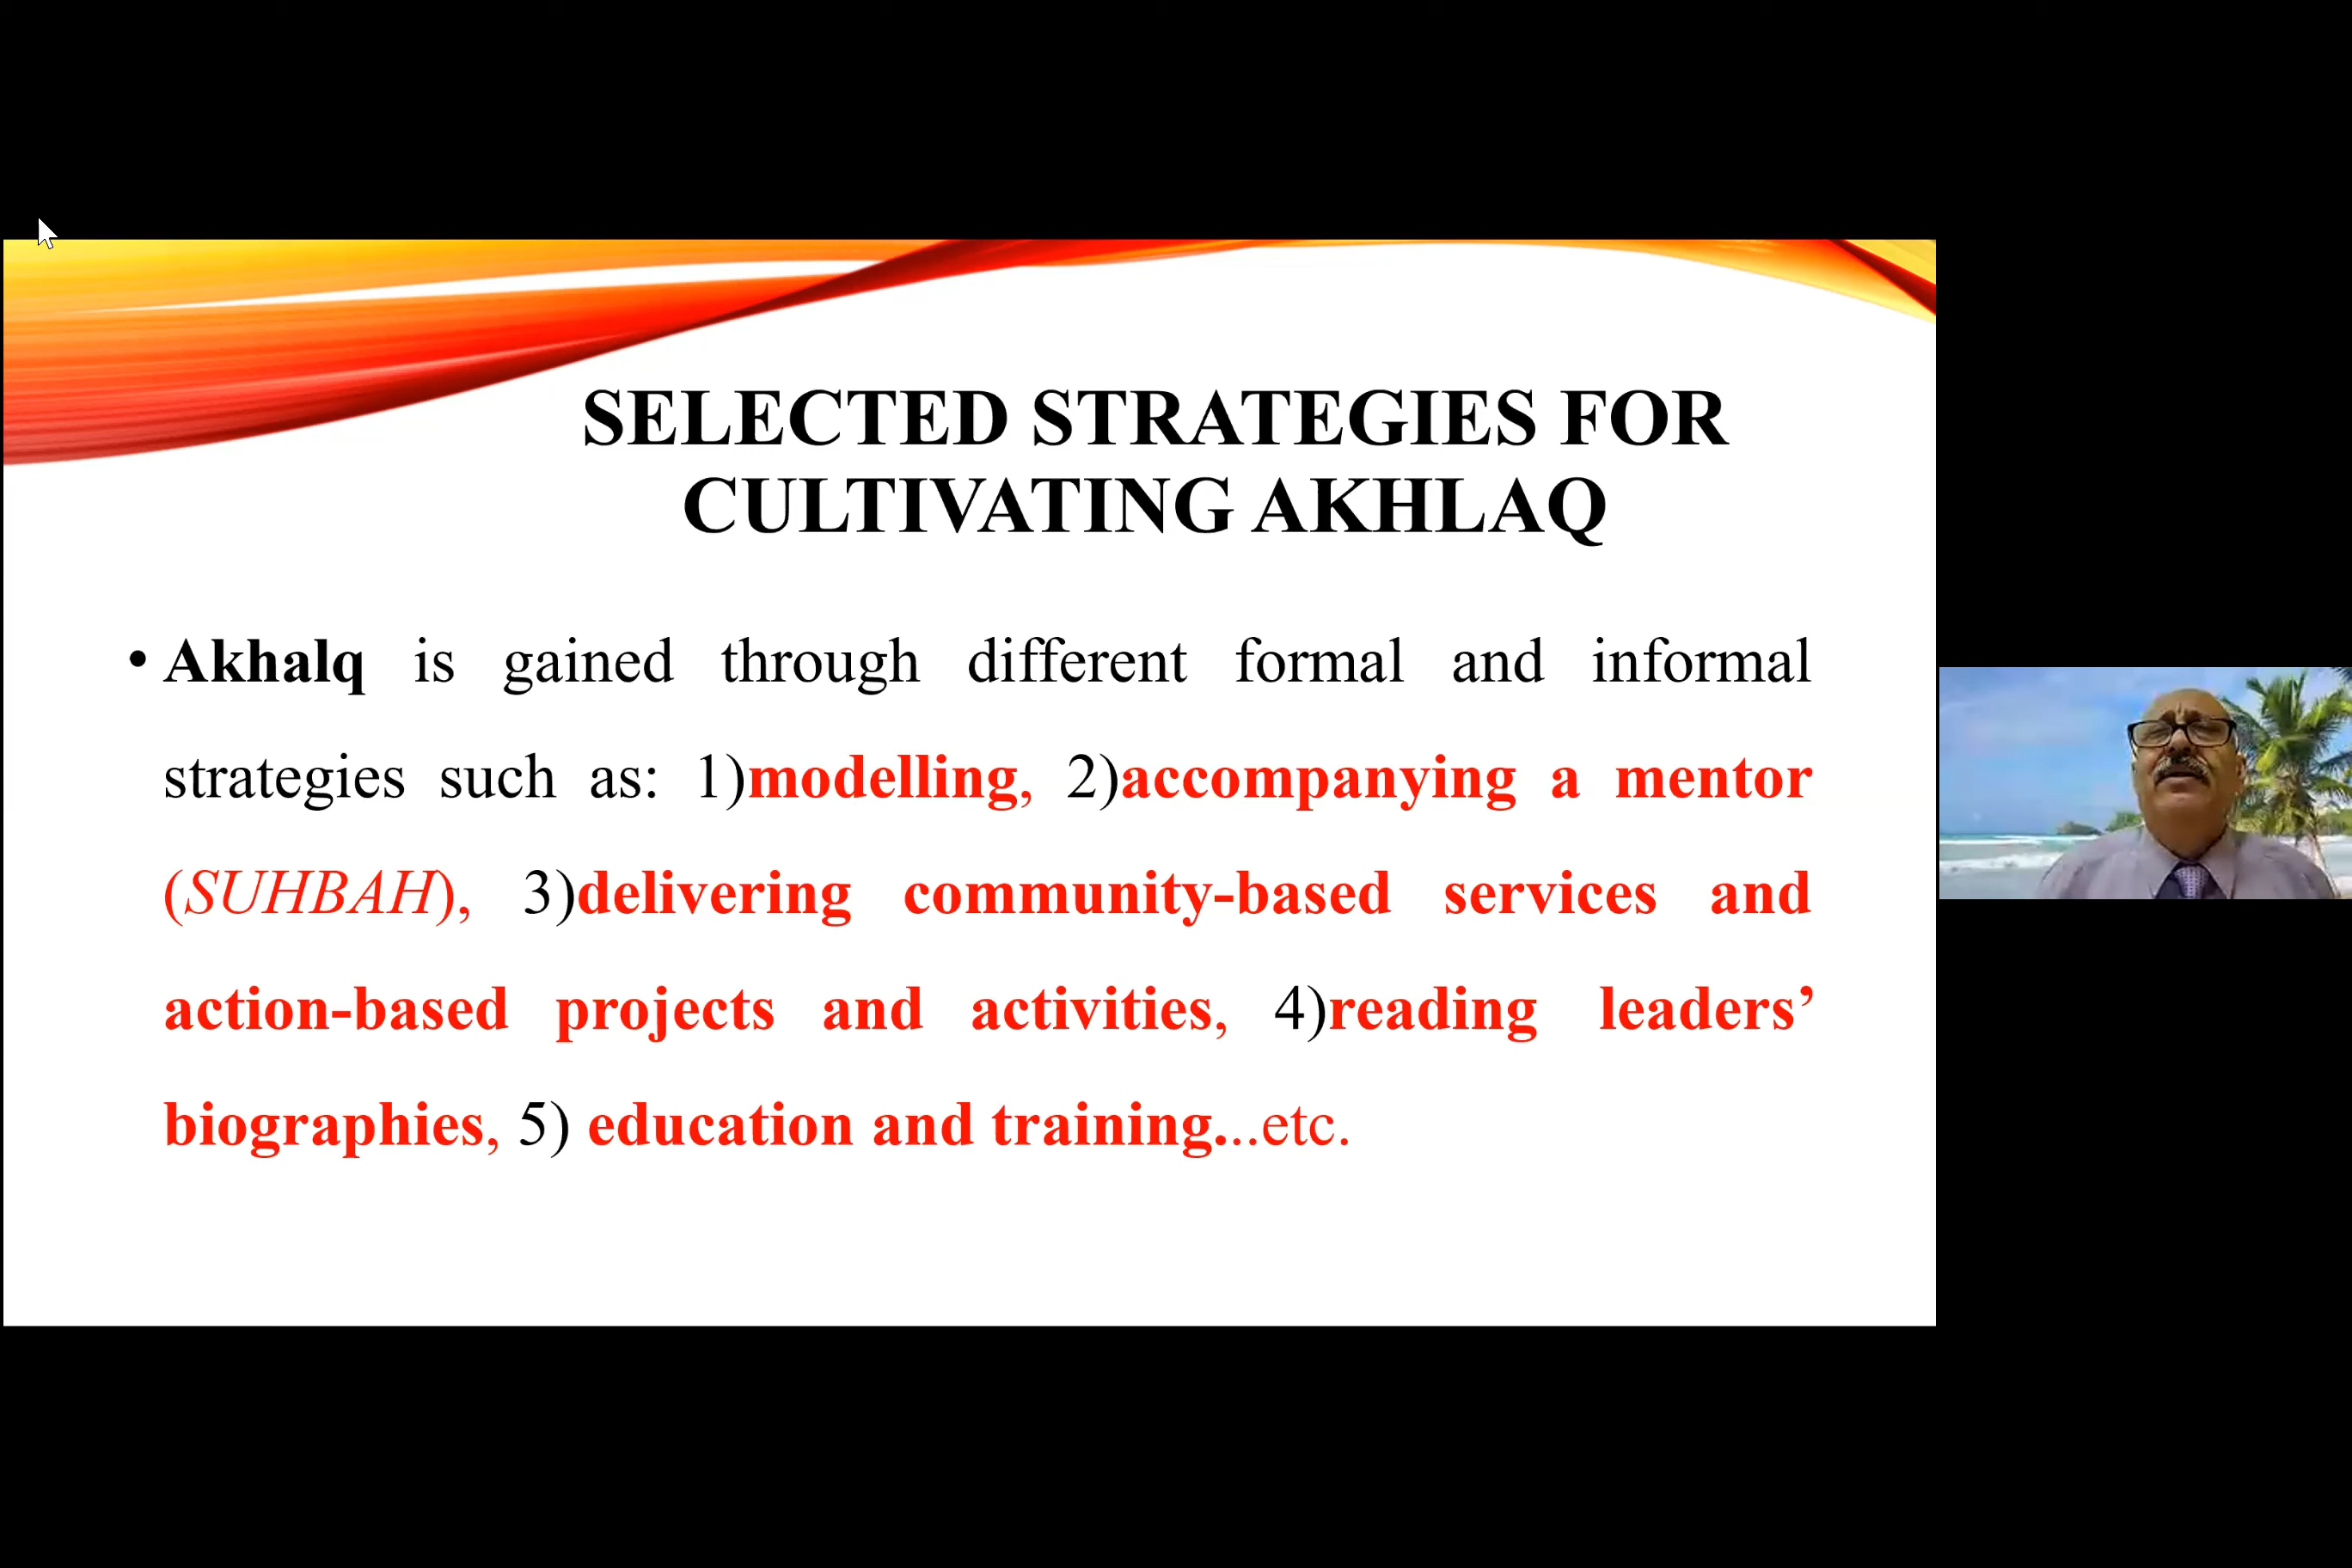 SELECTED STRATEGIES FOR
CULTIVATING AKHLAQ
• Akhalq is gained through different formal and informal
strategies such as: 1)modelling, 2)accompanying a mentor
(SUHBAH), 3)delivering community-based services and
action-based projects and activities, 4)reading leaders’
biographies, 5) education and training...etc.